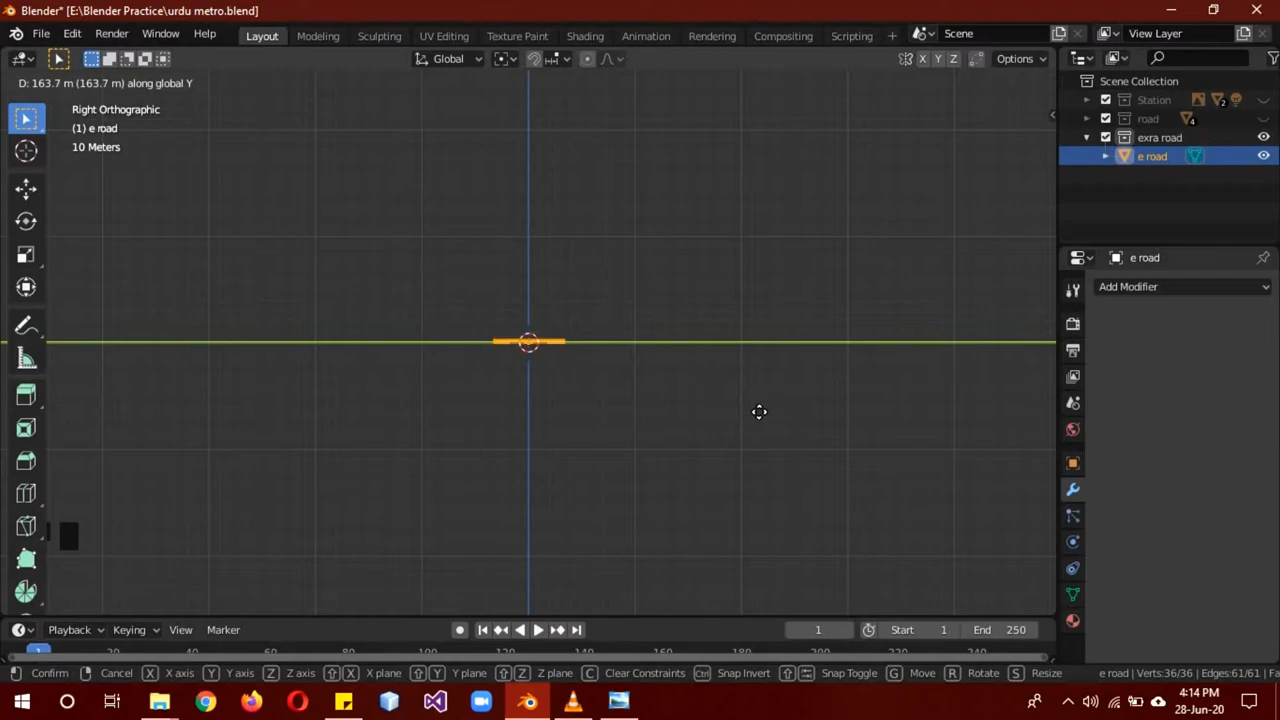 Blender* [E:\Blender Practice\urdu metro.blend]
File Edit Render Window Help Layout Modeling Sculpting UV Editing Texture Paint Shading Animation Rendering Compositing Scripting + Scene View Layer
Global X Y Z Options
D: 163.7 m (163.7 m) along global Y
Scene Collection
Right Orthographic
Station 2
(1) e road
road 4
10 Meters
exra road
e road
e road
Add Modifier
Playback Keying View Marker 1 Start 1 End 250
1
Confirm Cancel X X axis Y Y axis Z Z axis X X plane Y Y plane Z Z plane C Clear Constraints Ctrl Snap Invert Snap Toggle G Move R Rotate S Resize e road | Verts:36/36 | Edges:61/61 |
4:14 PM
28-Jun-20